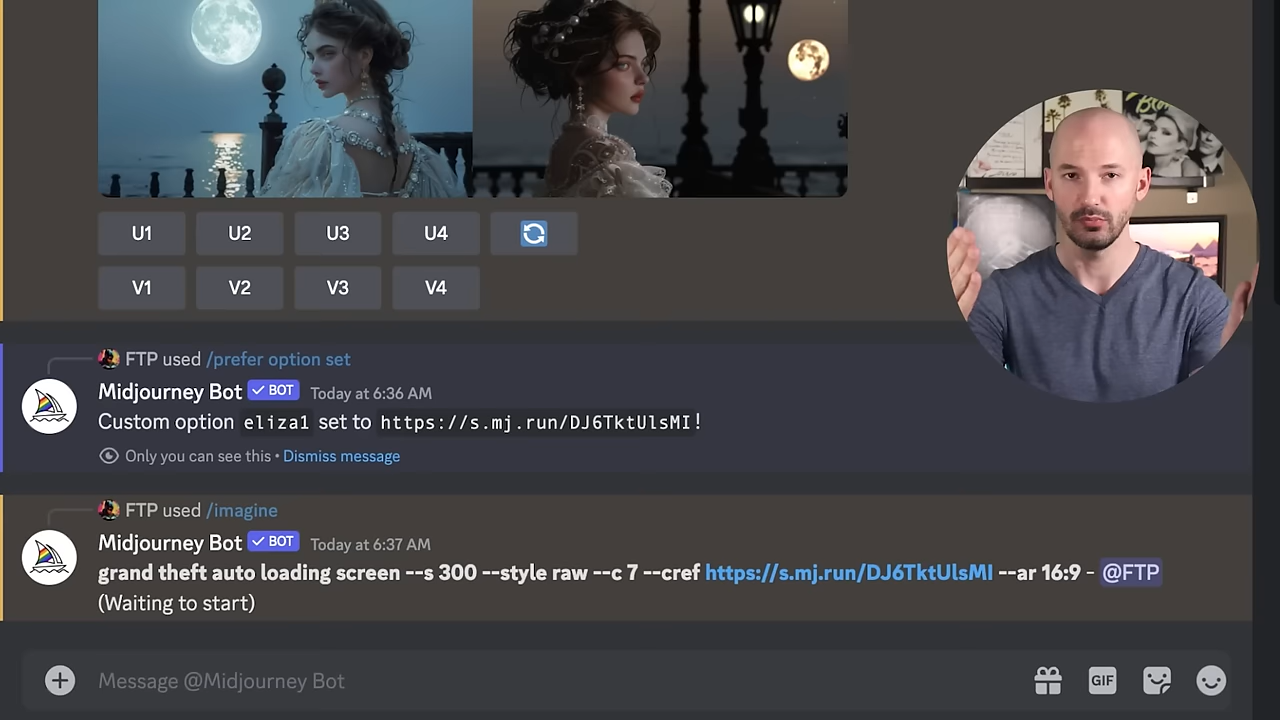 U1 U2 U3 U4
V1 V2 V3 V4
FTP used /prefer option set
Midjourney Bot ✓ BOT Today at 6:36 AM
Custom option eliza1 set to https://s.mj.run/DJ6TktUlsMI!
Only you can see this • Dismiss message
FTP used /imagine
Midjourney Bot ✓ BOT Today at 6:37 AM
grand theft auto loading screen --s 300 --style raw --c 7 --cref https://s.mj.run/DJ6TktUlsMI --ar 16:9 - @FTP
(Waiting to start)
Message @Midjourney Bot
GIF